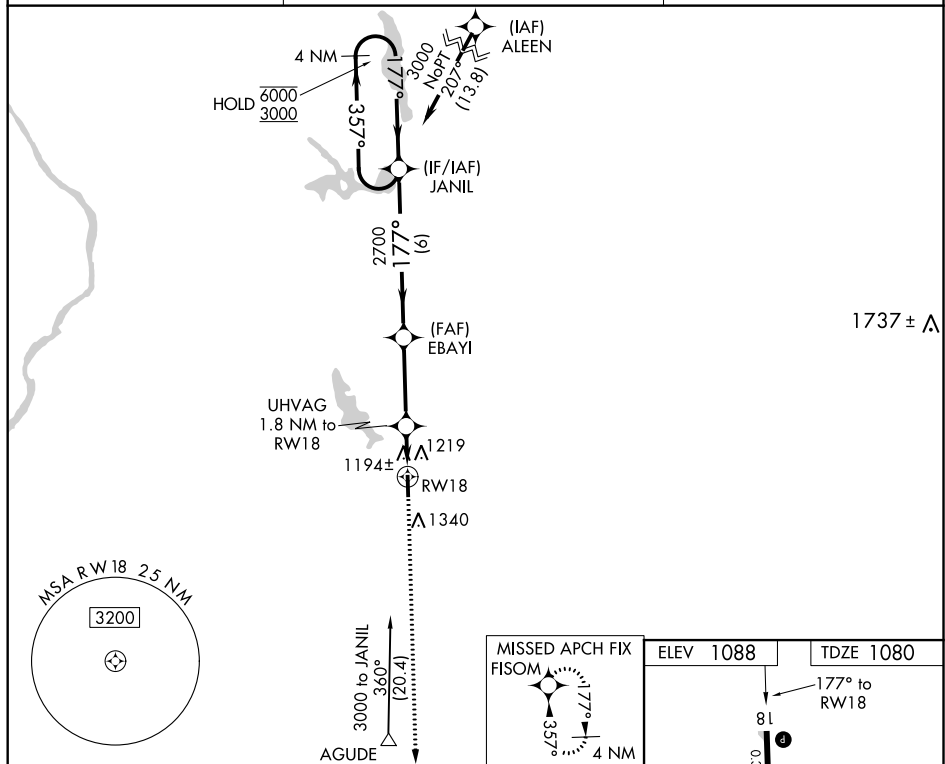 (IAF)
ALEEN
3000
NoPT
207°
(13.8)
4 NM
HOLD
6000
3000
177°
357°
(IF/IAF)
JANIL
2700
177°
(6)
(FAF)
EBAYI
1737 ±
UHVAG
1.8 NM to
RW18
1219
1194±
RW18
1340
MSA RW 18 25 NM
3200
3000 to JANIL
360°
(20.4)
AGUDE
MISSED APCH FIX
FISOM
177°
357°
4 NM
ELEV 1088
TDZE 1080
177° to
RW18
18
P